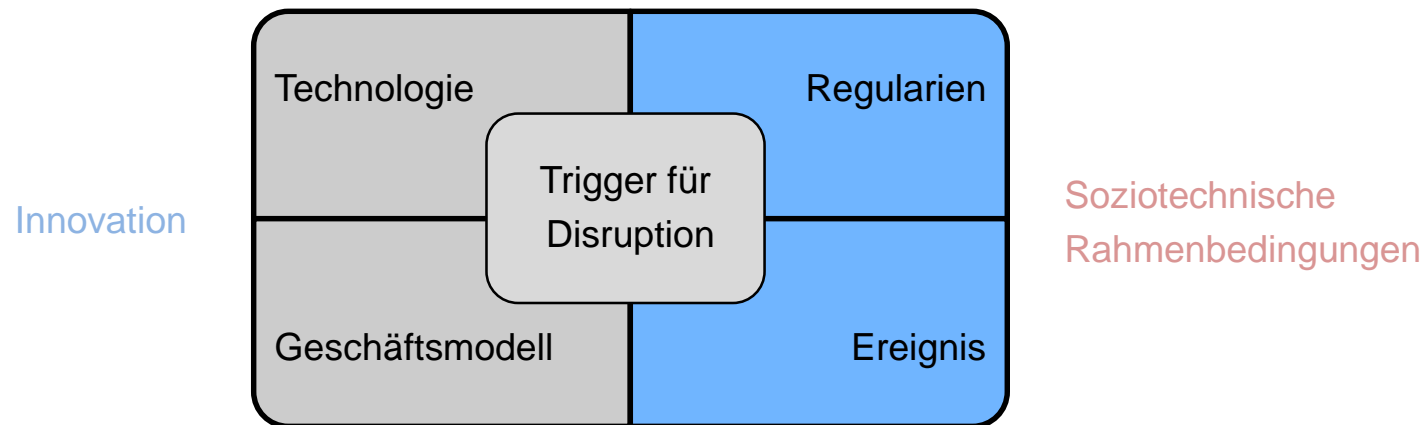 Technologie
Regularien
Trigger für
Disruption
Innovation
Soziotechnische
Rahmenbedingungen
Geschäftsmodell
Ereignis